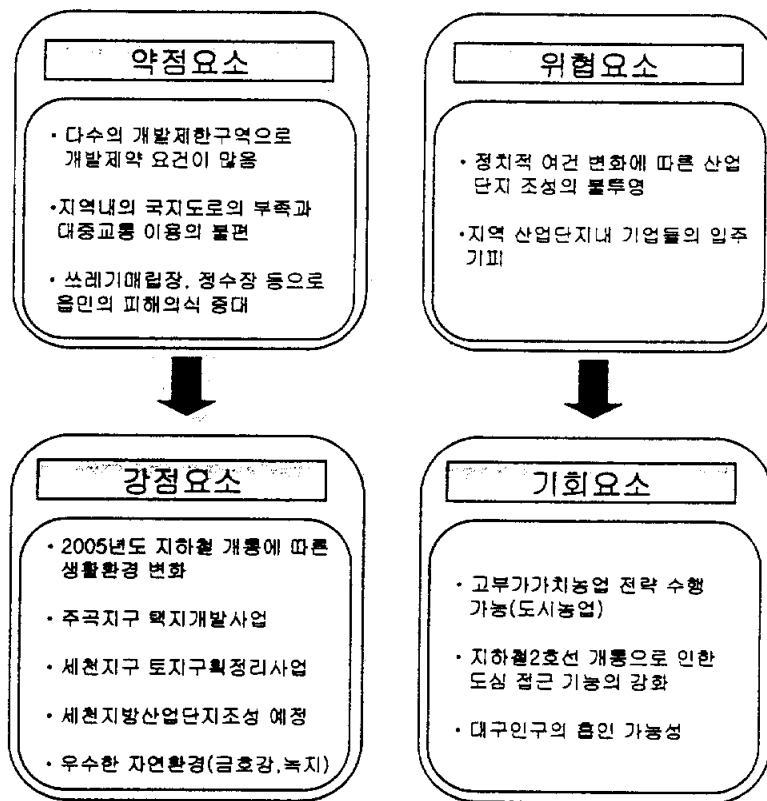 약점요소
· 다수의 개발제한구역으로
개발제약 요건이 많음
·지역내의 국지도로의 부족과
대중교통 이용의 불편
· 쓰레기매립장, 정수장 등으로
읍민의 피해의식 증대
위협요소
· 정치적 여건 변화에 따른 산업
단지 조성의 불투명
·지역 산업단지내 기업들의 입주
기피
강점요소
· 2005년도 지하철 개통에 따른
생활환경 변화
· 주곡지구 택지개발사업
· 세천지구 토지구획정리사업
· 세천지방산업단지조성 예정
· 우수한 자연환경(금호강,녹지)
기회요소
· 고부가가치농업 전략 수행
가능(도시농업)
· 지하철2호선 개통으로 인한
도심 접근 기능의 강화
· 대구인구의 흡인 가능성